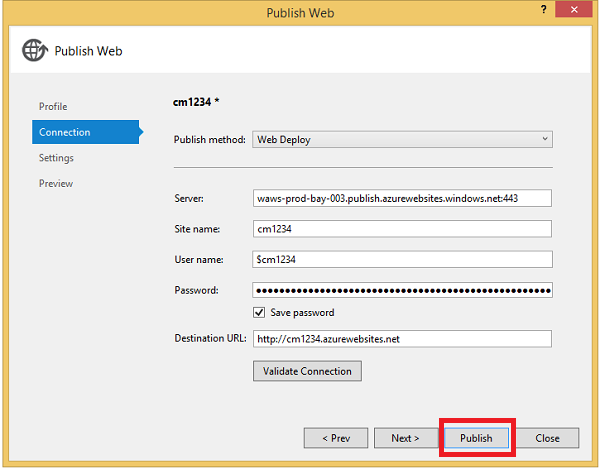 Publish Web
?
Publish Web
Profile
Connection
Settings
Preview
cm1234 *
Publish method: Web Deploy
Server: waws-prod-bay-003.publish.azurewebsites.windows.net:443
Site name: cm1234
User name: $cm1234
Password: ••••••••••••••••••••••••••••••••••••••••••••••••••••
Save password
Destination URL: http://cm1234.azurewebsites.net
Validate Connection
< Prev Next > Publish Close